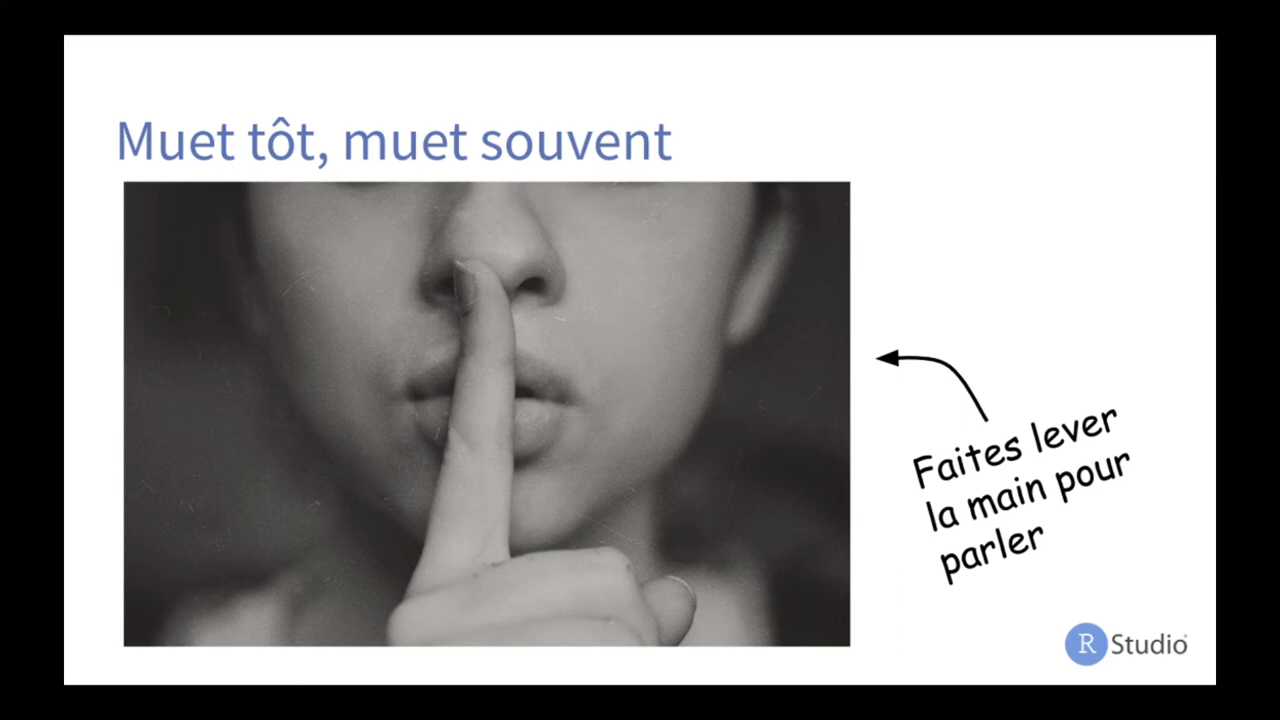 Muet tôt, muet souvent
Faites lever
la main pour
parler
R Studio